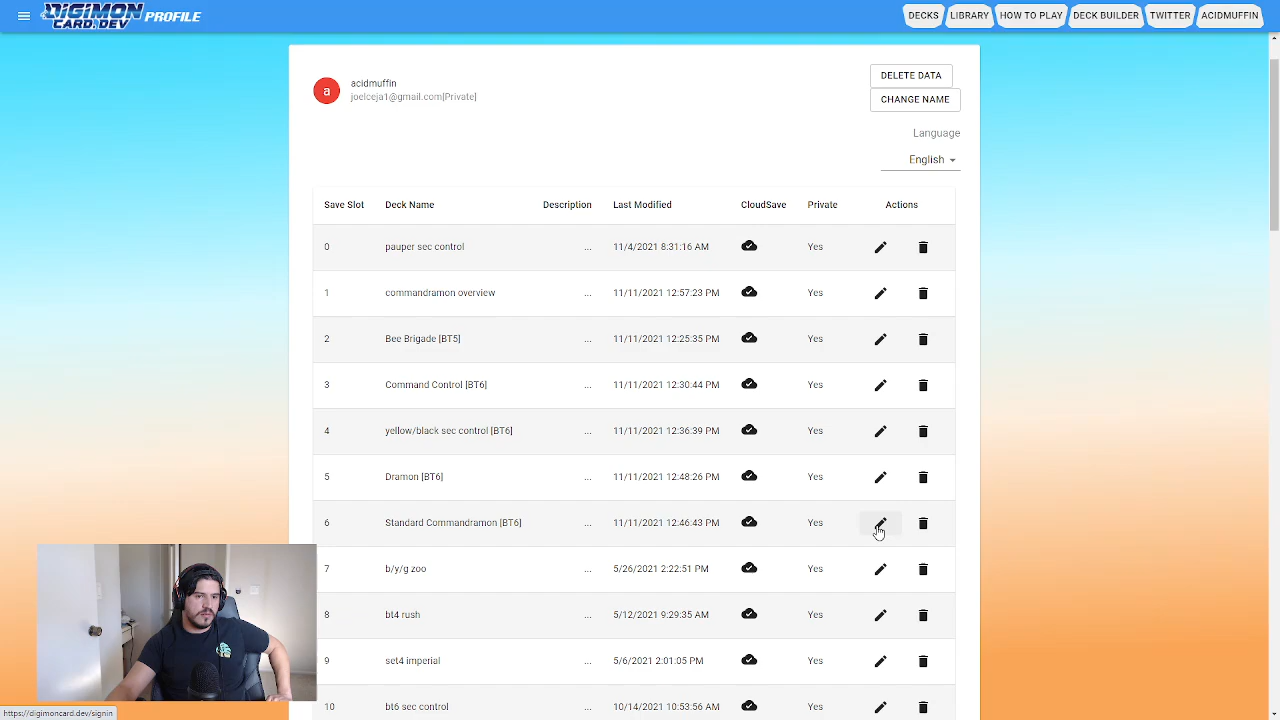 DIGIMON CARD.DEV PROFILE
DECKS LIBRARY HOW TO PLAY DECK BUILDER TWITTER ACIDMUFFIN
a
acidmuffin
joelceja1@gmail.com[Private]
DELETE DATA
CHANGE NAME
Language
English
Save Slot Deck Name Description Last Modified CloudSave Private Actions
0 pauper sec control ... 11/4/2021 8:31:16 AM Yes
1 commandramon overview ... 11/11/2021 12:57:23 PM Yes
2 Bee Brigade [BT5] ... 11/11/2021 12:25:35 PM Yes
3 Command Control [BT6] ... 11/11/2021 12:30:44 PM Yes
4 yellow/black sec control [BT6] ... 11/11/2021 12:36:39 PM Yes
5 Dramon [BT6] ... 11/11/2021 12:48:26 PM Yes
6 Standard Commandramon [BT6] ... 11/11/2021 12:46:43 PM Yes
7 b/y/g zoo ... 5/26/2021 2:22:51 PM Yes
8 bt4 rush ... 5/12/2021 9:29:35 AM Yes
9 set4 imperial ... 5/6/2021 2:01:05 PM Yes
10 bt6 sec control ... 10/14/2021 10:53:56 AM Yes
https://digimoncard.dev/signin